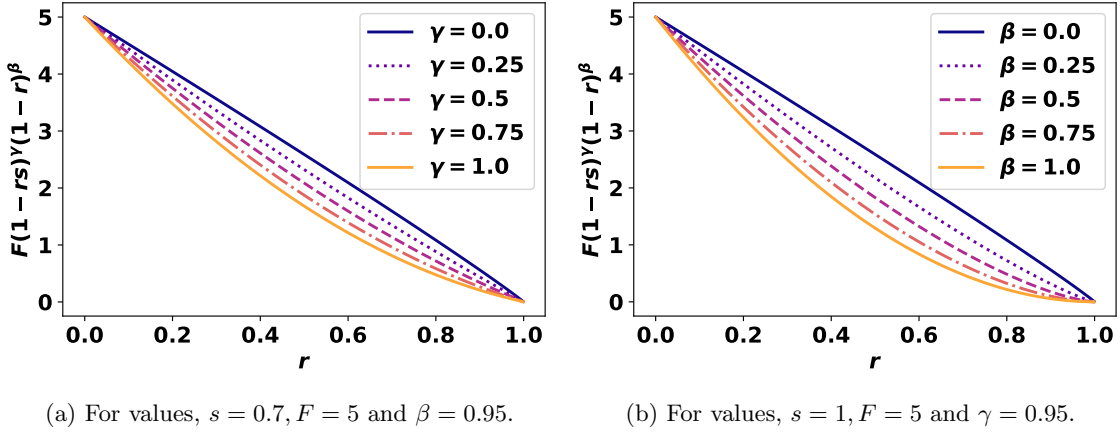 F(1 − rs)^γ(1 − r)^β
5
4
3
2
1
0
γ = 0.0
γ = 0.25
γ = 0.5
γ = 0.75
γ = 1.0
0.0 0.2 0.4 0.6 0.8 1.0
r
(a) For values, s = 0.7, F = 5 and β = 0.95.
F(1 − rs)^γ(1 − r)^β
5
4
3
2
1
0
β = 0.0
β = 0.25
β = 0.5
β = 0.75
β = 1.0
0.0 0.2 0.4 0.6 0.8 1.0
r
(b) For values, s = 1, F = 5 and γ = 0.95.